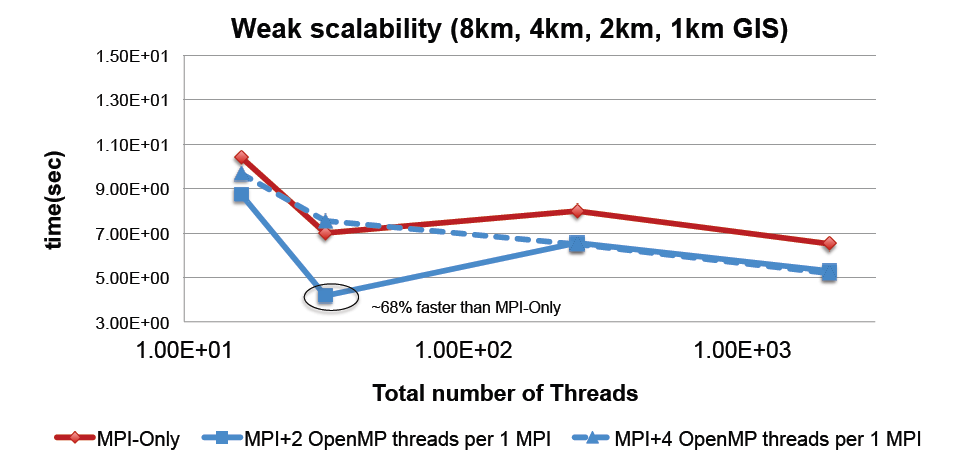 Weak scalability (8km, 4km, 2km, 1km GIS)
1.50E+01
1.30E+01
1.10E+01
9.00E+00
7.00E+00
5.00E+00
3.00E+00
time(sec)
~68% faster than MPI-Only
1.00E+01 1.00E+02 1.00E+03
Total number of Threads
MPI-Only MPI+2 OpenMP threads per 1 MPI MPI+4 OpenMP threads per 1 MPI